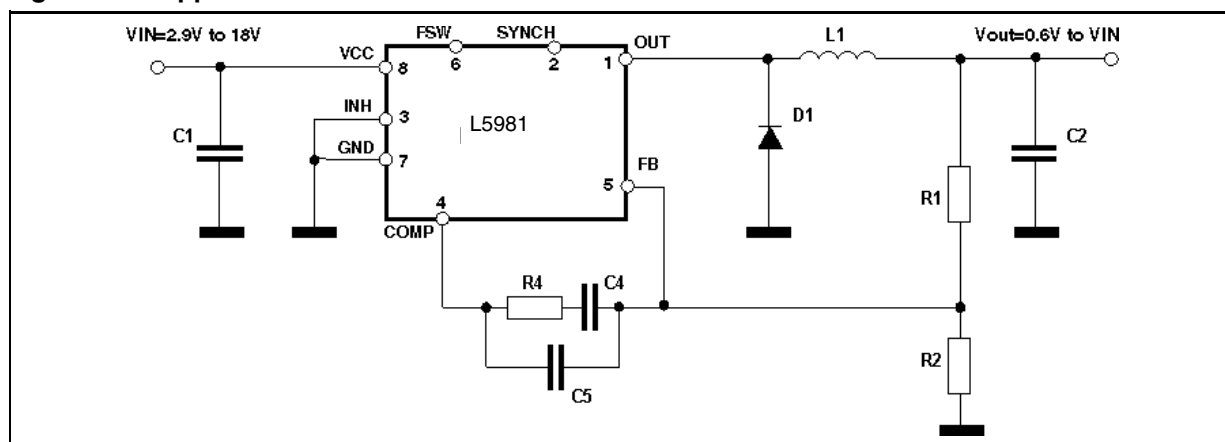 VIN=2.9V to 18V
FSW
SYNCH
OUT
L1
Vout=0.6V to VIN
VCC
8
6
2
1
INH
3
L5981
D1
C1
GND
7
FB
5
C2
R1
4
COMP
R4
C4
R2
C5